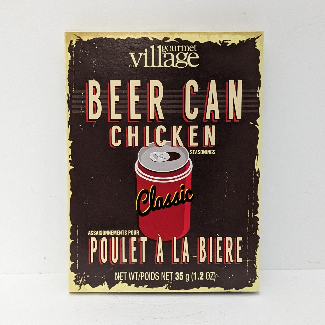 gourmet
village
BEER CAN
CHICKEN
SEASONINGS
Classic
ASSAISONNEMENTS POUR
POULET À LA BIERE
NET WT/POIDS NET 35 g (1.2 OZ)